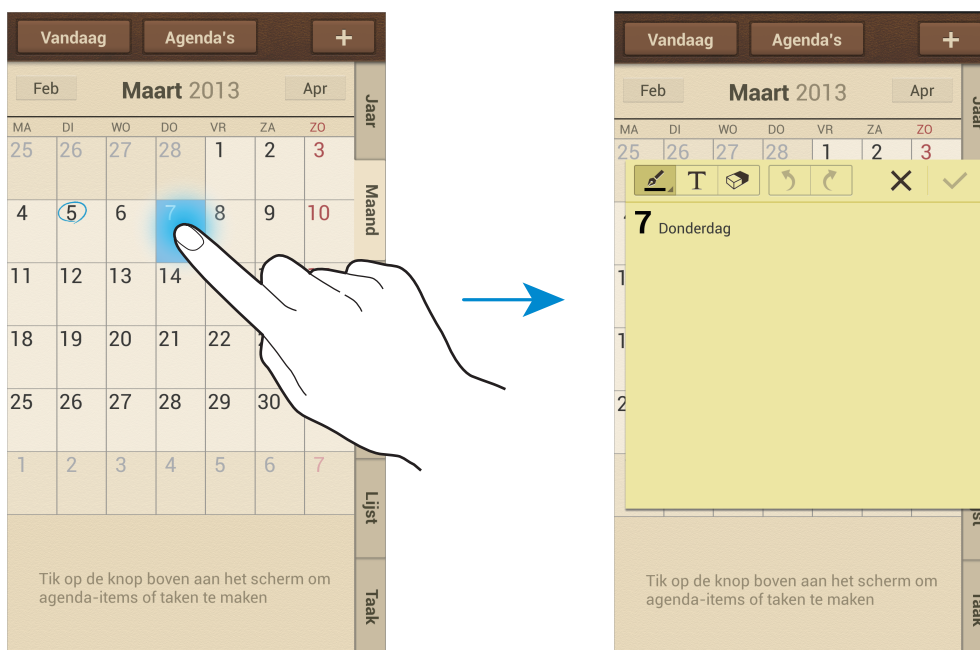 Vandaag Agenda's +
Feb Maart 2013 Apr
Jaar
MA DI WO DO VR ZA ZO
25 26 27 28 1 2 3
Maand
4 5 6 7 8 9 10
11 12 13 14
18 19 20 21 22
25 26 27 28 29 30
1 2 3 4 5 6 7
Lijst
Tik op de knop boven aan het scherm om
agenda-items of taken te maken
Taak
Vandaag Agenda's +
Feb Maart 2013 Apr
Jaar
MA DI WO DO VR ZA ZO
25 26 27 28 1 2 3
T
7 Donderdag
1
1
2
Tik op de knop boven aan het scherm om
agenda-items of taken te maken
Taak